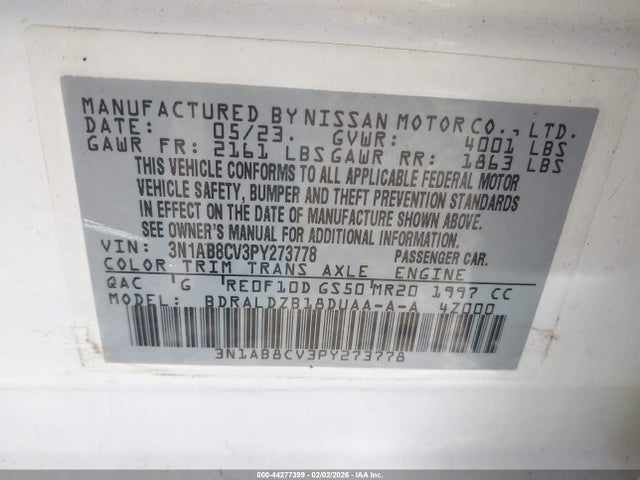 MANUFACTURED BY NISSAN MOTOR CO., LTD.
DATE: 05/23. GVWR: 4001 LBS
GAWR FR: 2161 LBS GAWR RR: 1863 LBS
THIS VEHICLE CONFORMS TO ALL APPLICABLE FEDERAL MOTOR
VEHICLE SAFETY, BUMPER AND THEFT PREVENTION STANDARDS
IN EFFECT ON THE DATE OF MANUFACTURE SHOWN ABOVE.
SEE OWNER'S MANUAL FOR ADDITIONAL INFORMATION.
VIN: 3N1AB8CV3PY273778 PASSENGER CAR.
COLOR TRIM TRANS AXLE ENGINE
QAC G RE0F10D GS50 MR20 1997 CC
MODEL: BDRALDZB18DUAA-A-A 4Z000
3N1AB8CV3PY273778
000-44277399 - 02/02/2026 - IAA Inc.